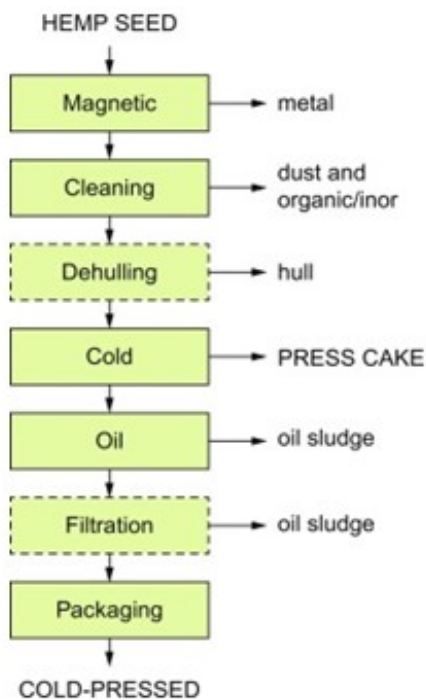 HEMP SEED
Magnetic
metal
Cleaning
dust and
organic/inor
Dehulling
hull
Cold
PRESS CAKE
Oil
oil sludge
Filtration
oil sludge
Packaging
COLD-PRESSED